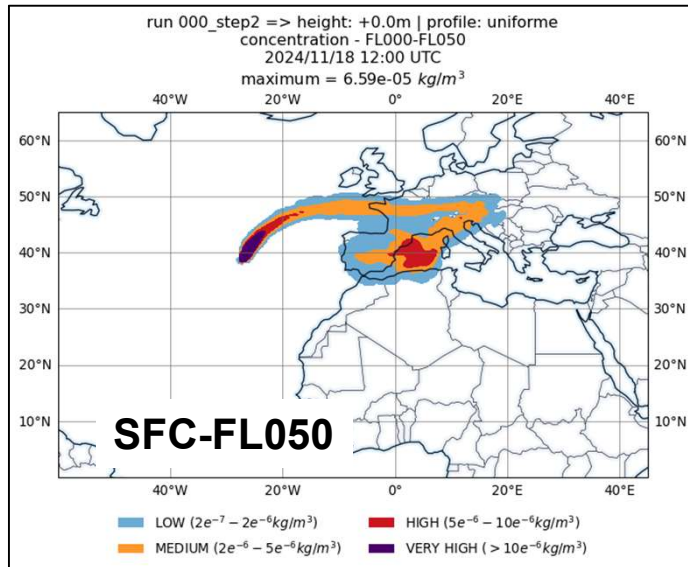 run 000_step2 => height: +0.0m | profile: uniforme
concentration - FL000-FL050
2024/11/18 12:00 UTC
maximum = 6.59e-05 kg/m³
40°W 20°W 0°E 20°E 40°E
60°N 60°N
50°N 50°N
40°N 40°N
30°N 30°N
20°N 20°N
10°N 10°N
SFC-FL050
40°W 20°W 0°E 20°E 40°E
LOW (2e⁻⁷ − 2e⁻⁶kg/m³) HIGH (5e⁻⁶ − 10e⁻⁶kg/m³)
MEDIUM (2e⁻⁶ − 5e⁻⁶kg/m³) VERY HIGH ( > 10e⁻⁶kg/m³)